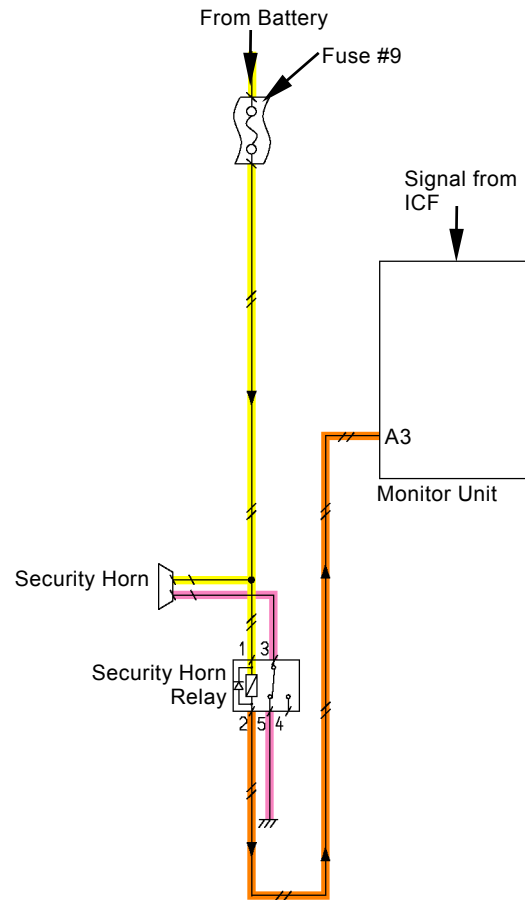 From Battery
Fuse #9
Signal from
ICF
A3
Monitor Unit
Security Horn
1 3
Security Horn
Relay
2 5 4